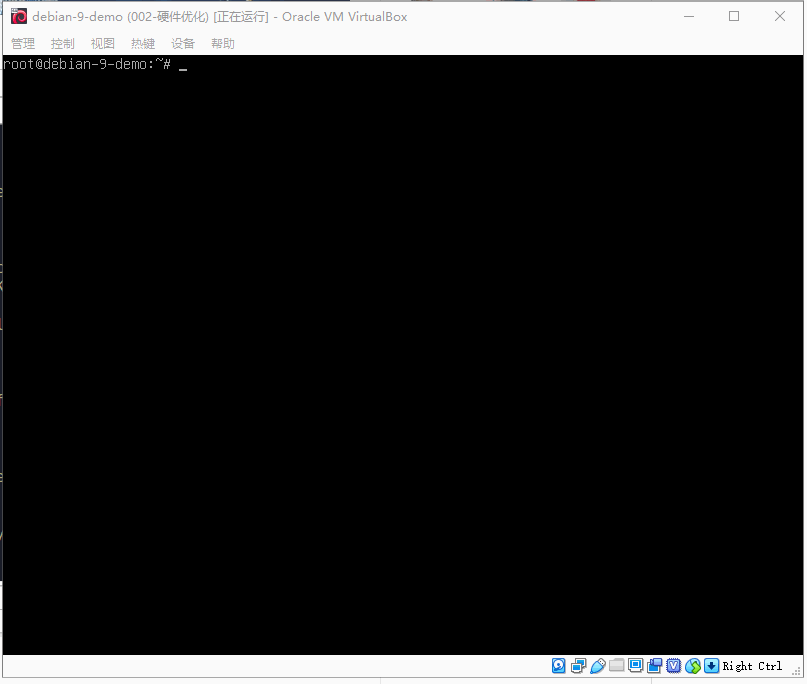 debian-9-demo (002-硬件优化) [正在运行] - Oracle VM VirtualBox
管理 控制 视图 热键 设备 帮助
root@debian-9-demo:~# _
Right Ctrl